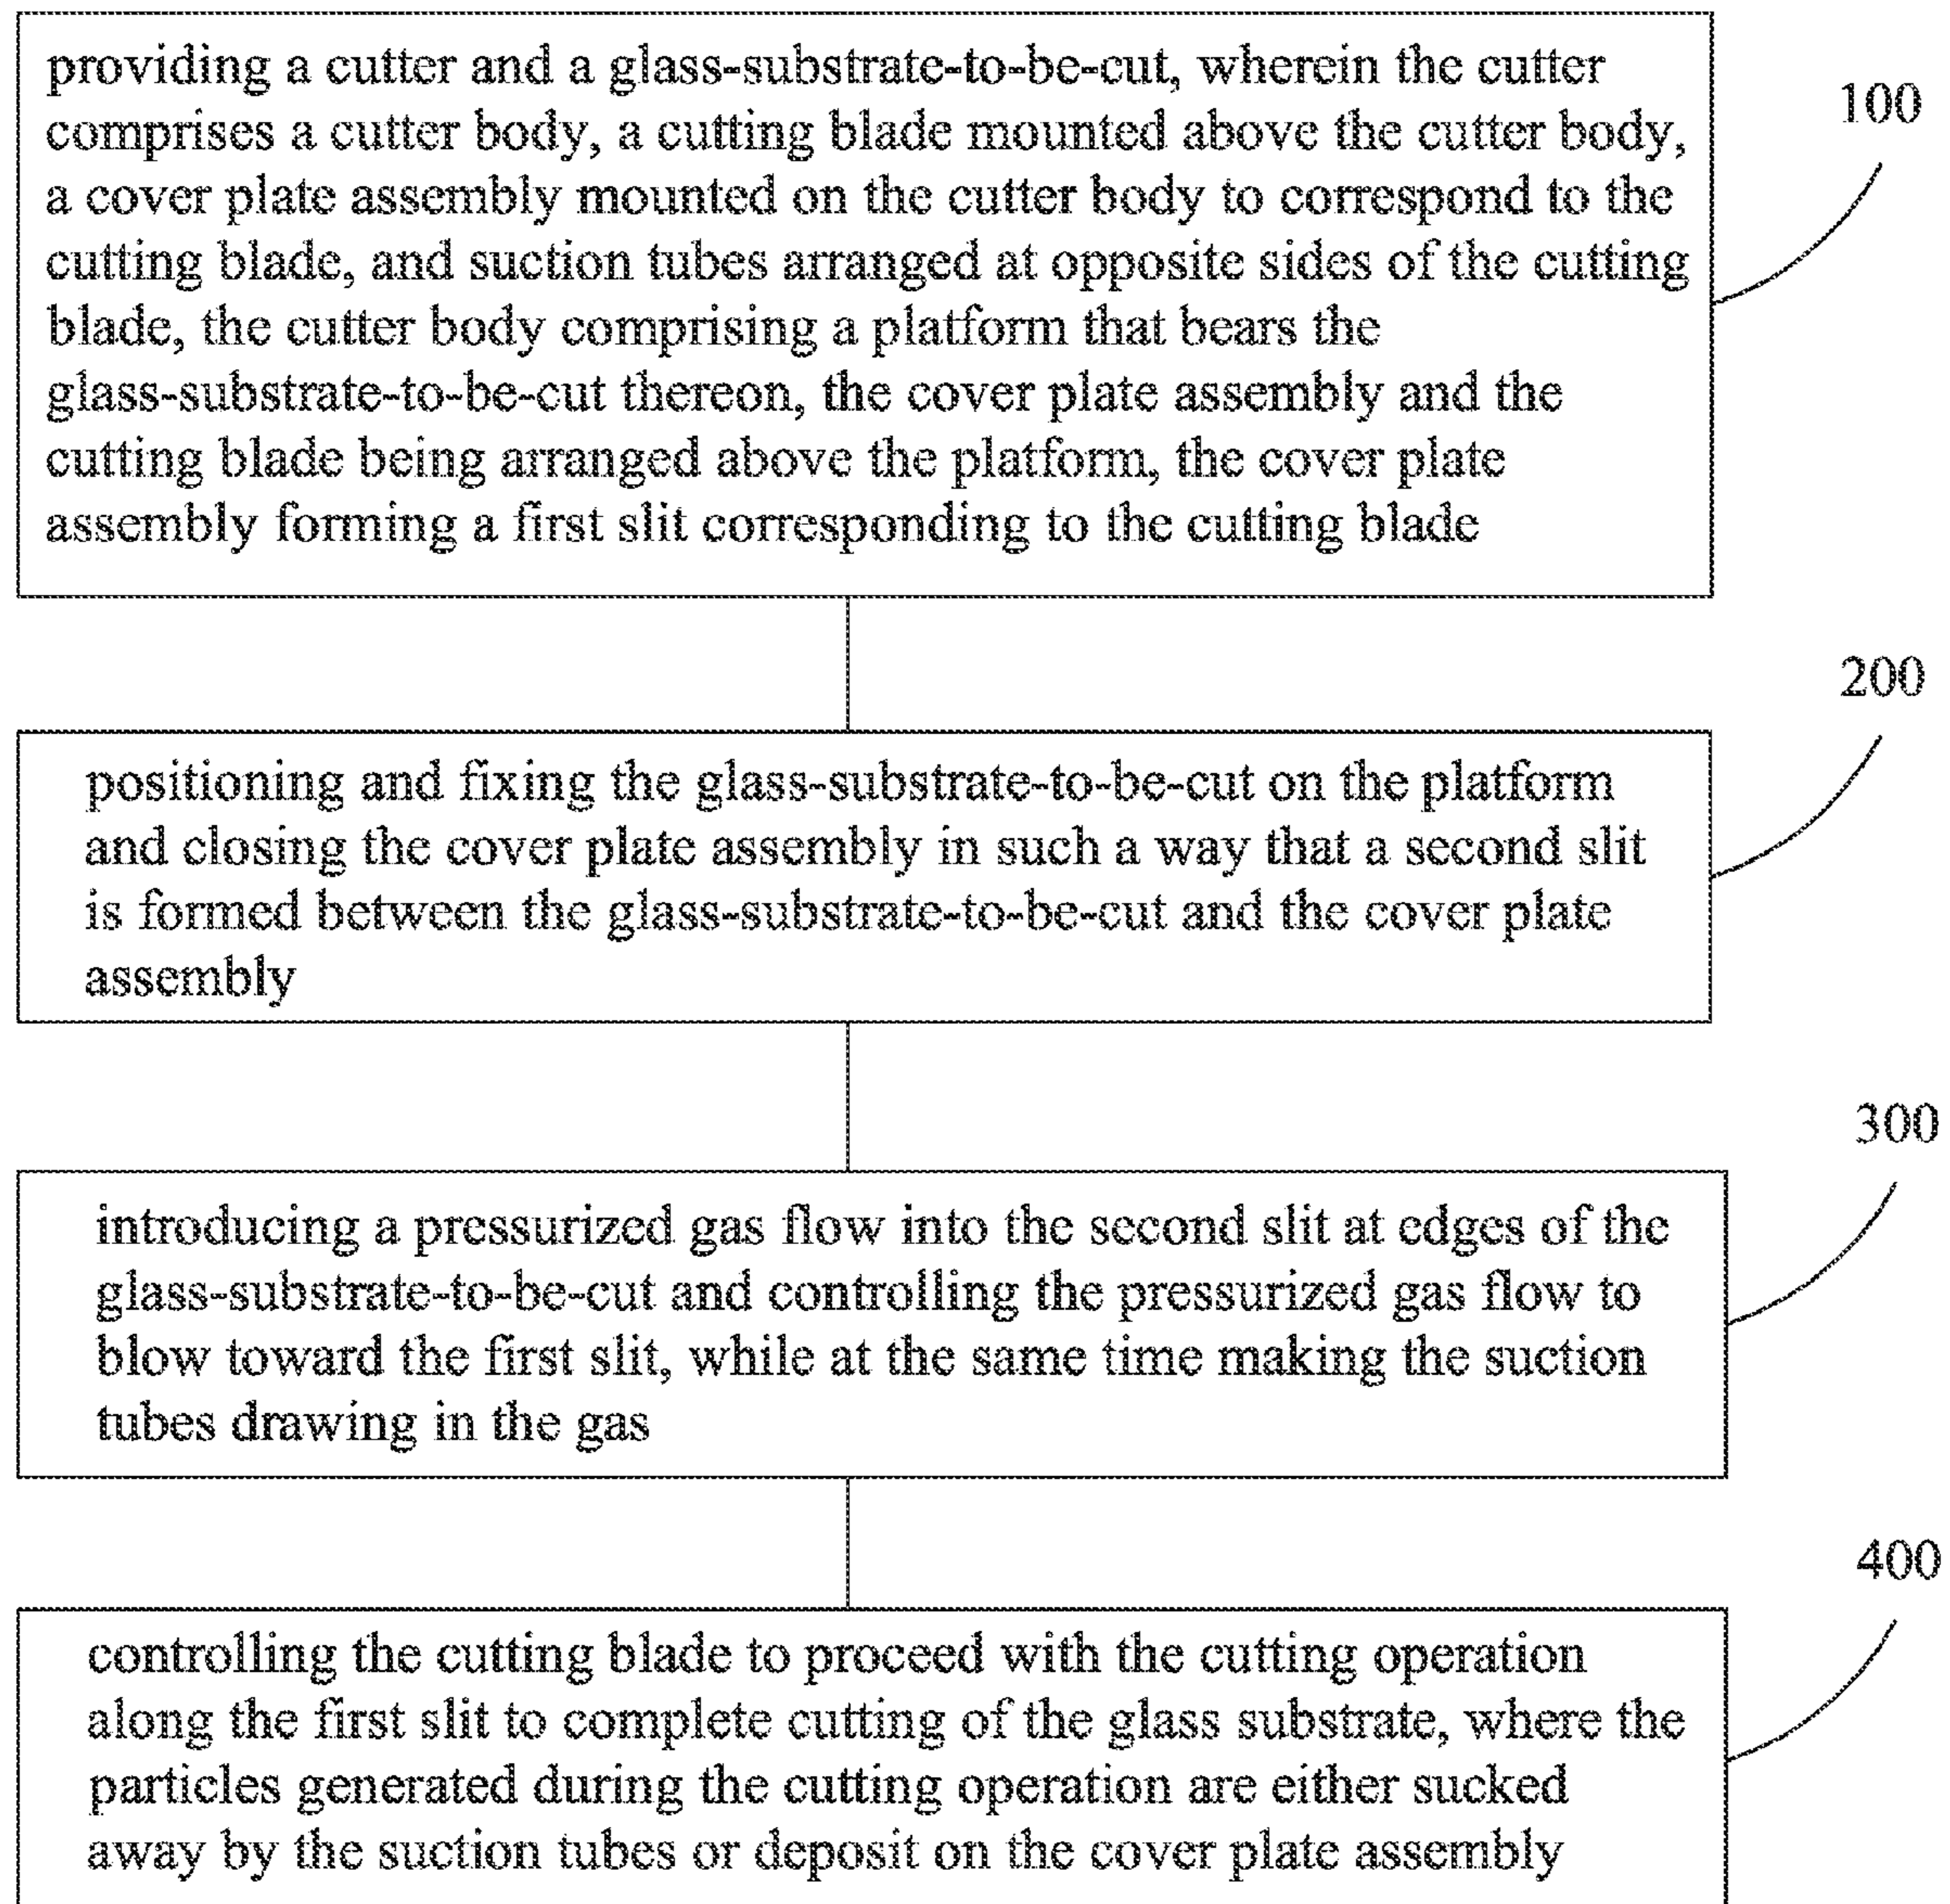 providing a cutter and a glass-substrate-to-be-cut, wherein the cutter
comprises a cutter body, a cutting blade mounted above the cutter body,
a cover plate assembly mounted on the cutter body to correspond to the
cutting blade, and suction tubes arranged at opposite sides of the cutting
blade, the cutter body comprising a platform that bears the
glass-substrate-to-be-cut thereon, the cover plate assembly and the
cutting blade being arranged above the platform, the cover plate
assembly forming a first slit corresponding to the cutting blade
100
positioning and fixing the glass-substrate-to-be-cut on the platform
and closing the cover plate assembly in such a way that a second slit
is formed between the glass-substrate-to-be-cut and the cover plate
assembly
200
introducing a pressurized gas flow into the second slit at edges of the
glass-substrate-to-be-cut and controlling the pressurized gas flow to
blow toward the first slit, while at the same time making the suction
tubes drawing in the gas
300
controlling the cutting blade to proceed with the cutting operation
along the first slit to complete cutting of the glass substrate, where the
particles generated during the cutting operation are either sucked
away by the suction tubes or deposit on the cover plate assembly
400